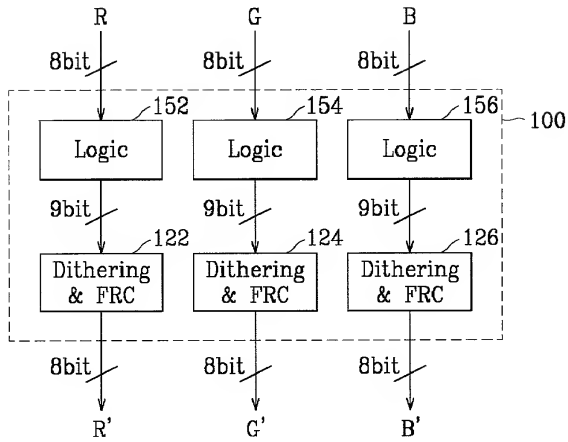 R G B
8bit 8bit 8bit
152 154 156
100
Logic Logic Logic
9bit 9bit 9bit
122 124 126
Dithering & FRC Dithering & FRC Dithering & FRC
8bit 8bit 8bit
R' G' B'